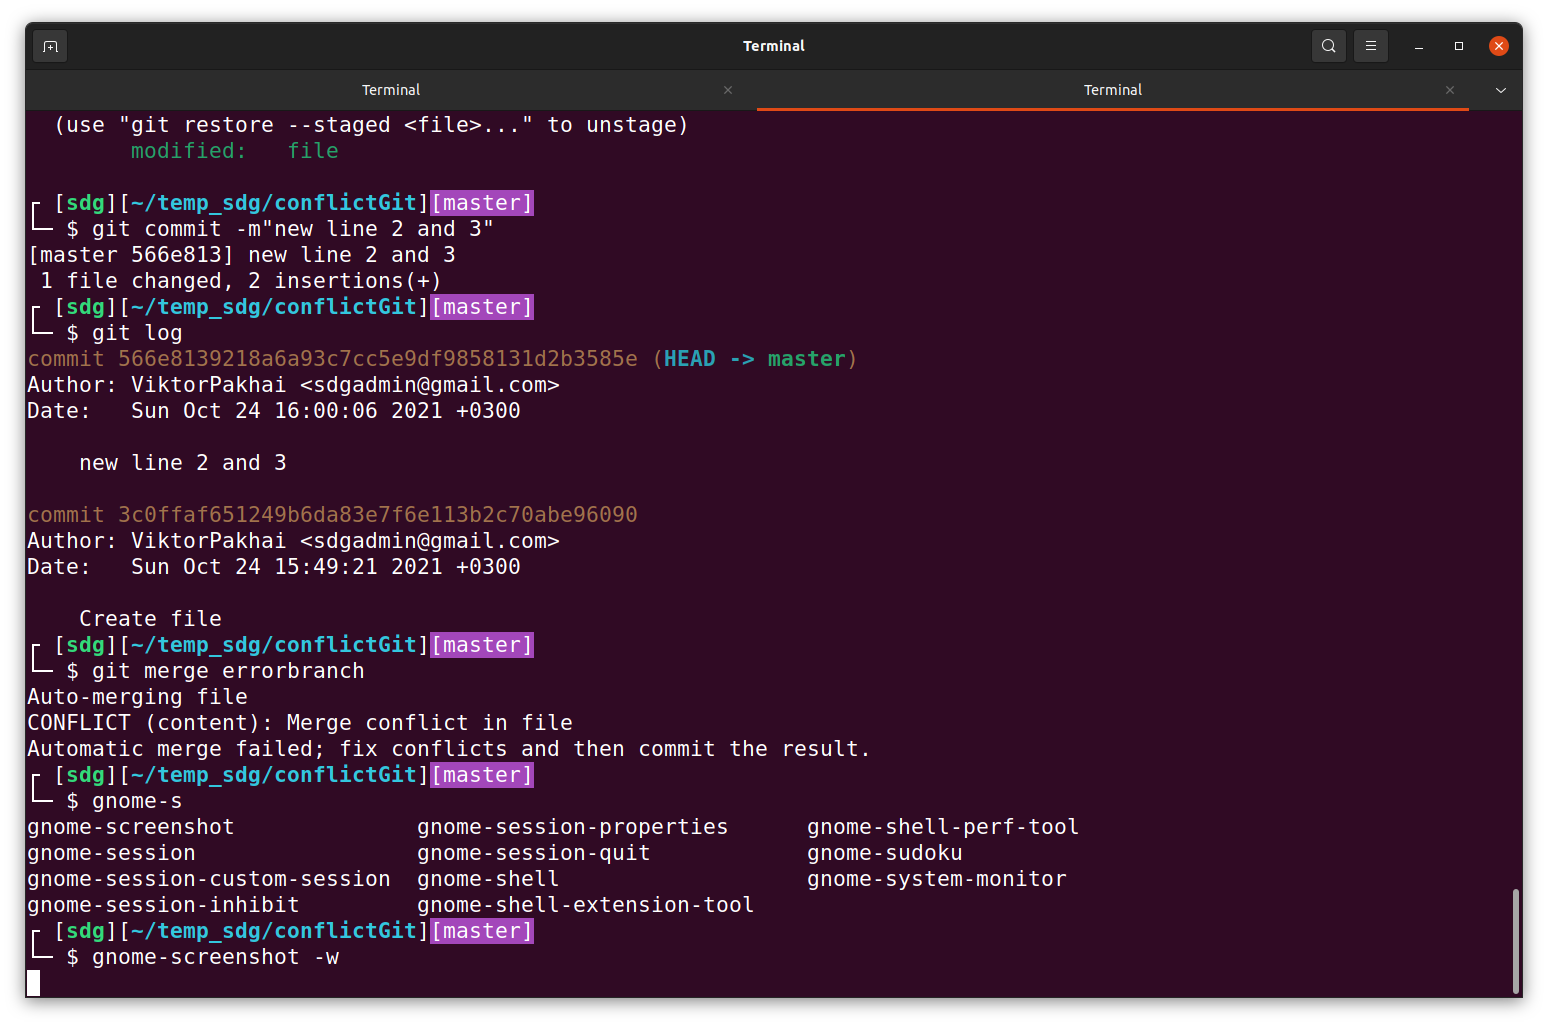 Terminal
Terminal Terminal
  (use "git restore --staged <file>..." to unstage)
        modified:   file
[sdg][~/temp_sdg/conflictGit][master]
$ git commit -m"new line 2 and 3"
[master 566e813] new line 2 and 3
 1 file changed, 2 insertions(+)
[sdg][~/temp_sdg/conflictGit][master]
$ git log
commit 566e8139218a6a93c7cc5e9df9858131d2b3585e (HEAD -> master)
Author: ViktorPakhai <sdgadmin@gmail.com>
Date:   Sun Oct 24 16:00:06 2021 +0300
    new line 2 and 3
commit 3c0ffaf651249b6da83e7f6e113b2c70abe96090
Author: ViktorPakhai <sdgadmin@gmail.com>
Date:   Sun Oct 24 15:49:21 2021 +0300
    Create file
[sdg][~/temp_sdg/conflictGit][master]
$ git merge errorbranch
Auto-merging file
CONFLICT (content): Merge conflict in file
Automatic merge failed; fix conflicts and then commit the result.
[sdg][~/temp_sdg/conflictGit][master]
$ gnome-s
gnome-screenshot              gnome-session-properties      gnome-shell-perf-tool
gnome-session                 gnome-session-quit            gnome-sudoku
gnome-session-custom-session  gnome-shell                   gnome-system-monitor
gnome-session-inhibit         gnome-shell-extension-tool
[sdg][~/temp_sdg/conflictGit][master]
$ gnome-screenshot -w